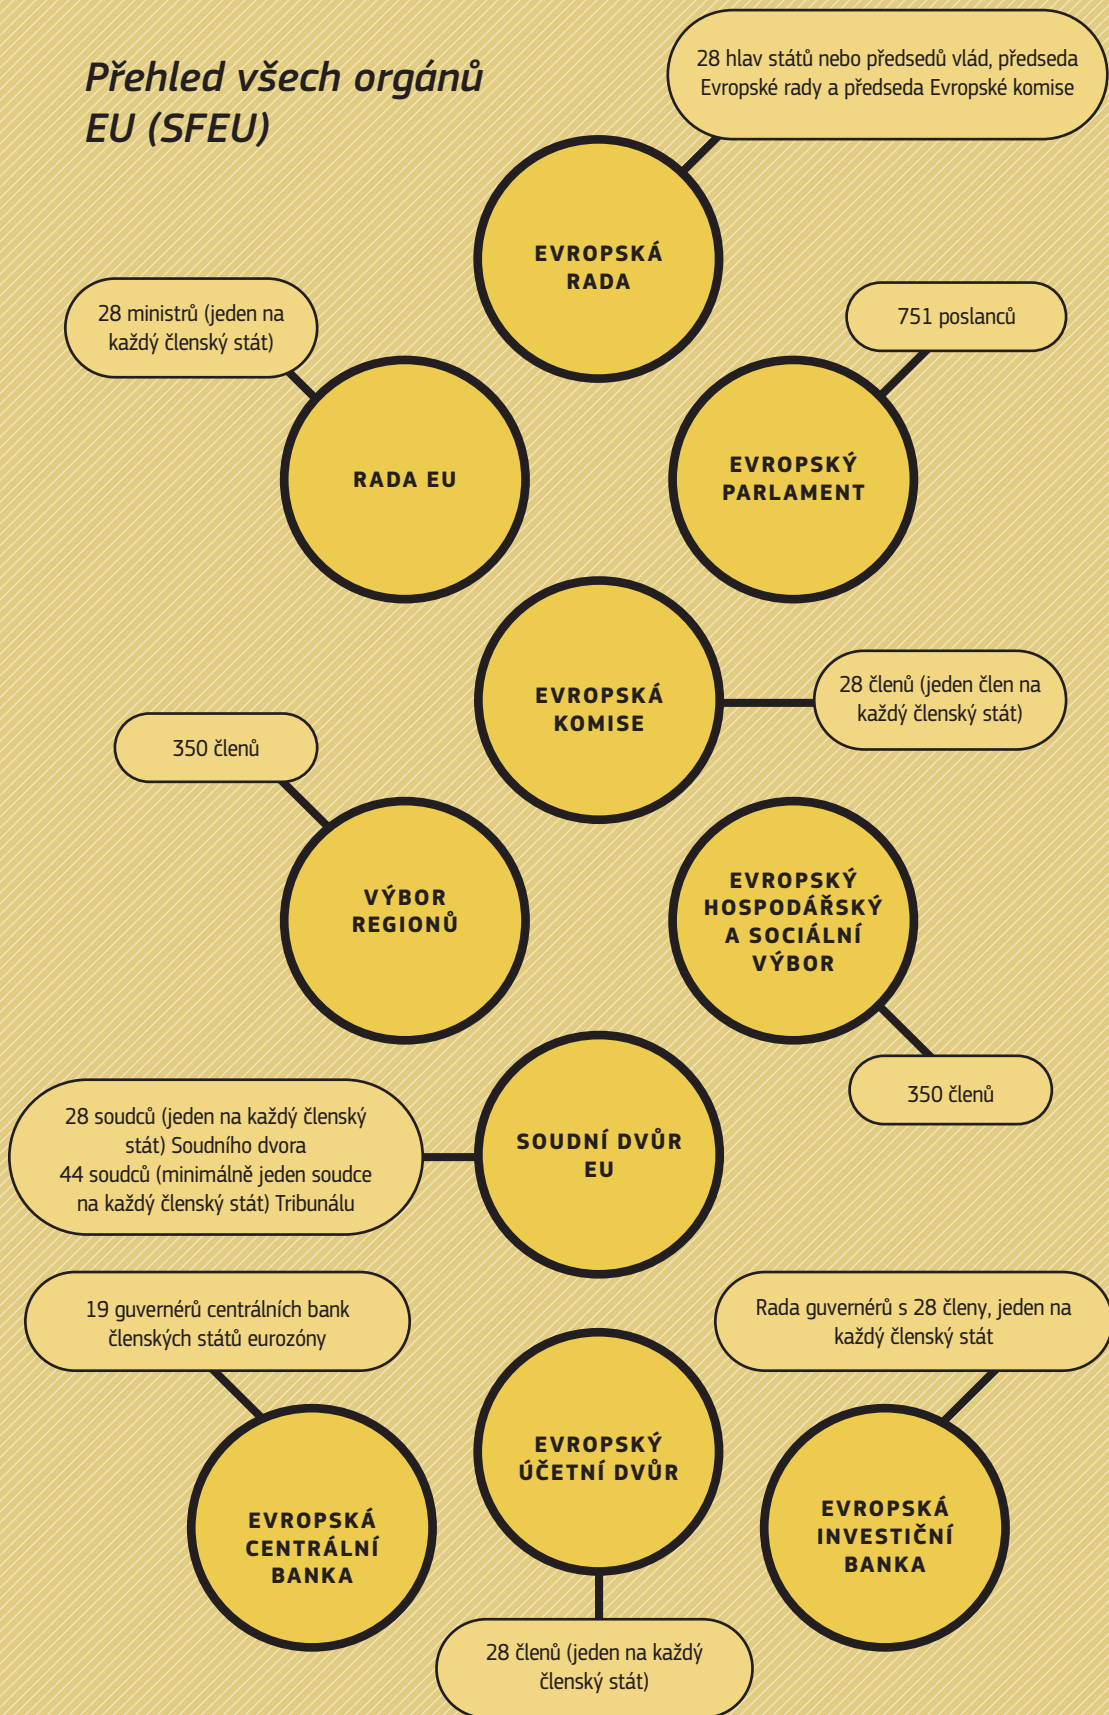 Přehled všech orgánů
EU (SFEU)
28 hlav států nebo předsedů vlád, předseda
Evropské rady a předseda Evropské komise
EVROPSKÁ
RADA
28 ministrů (jeden na
každý členský stát)
751 poslanců
RADA EU
EVROPSKÝ
PARLAMENT
EVROPSKÁ
KOMISE
28 členů (jeden člen na
každý členský stát)
350 členů
VÝBOR
REGIONŮ
EVROPSKÝ
HOSPODÁŘSKÝ
A SOCIÁLNÍ
VÝBOR
350 členů
28 soudců (jeden na každý členský
stát) Soudního dvora
44 soudců (minimálně jeden soudce
na každý členský stát) Tribunálu
SOUDNÍ DVŮR
EU
19 guvernérů centrálních bank
členských států eurozóny
Rada guvernérů s 28 členy, jeden na
každý členský stát
EVROPSKÁ
CENTRÁLNÍ
BANKA
EVROPSKÝ
ÚČETNÍ DVŮR
EVROPSKÁ
INVESTIČNÍ
BANKA
28 členů (jeden na každý
členský stát)